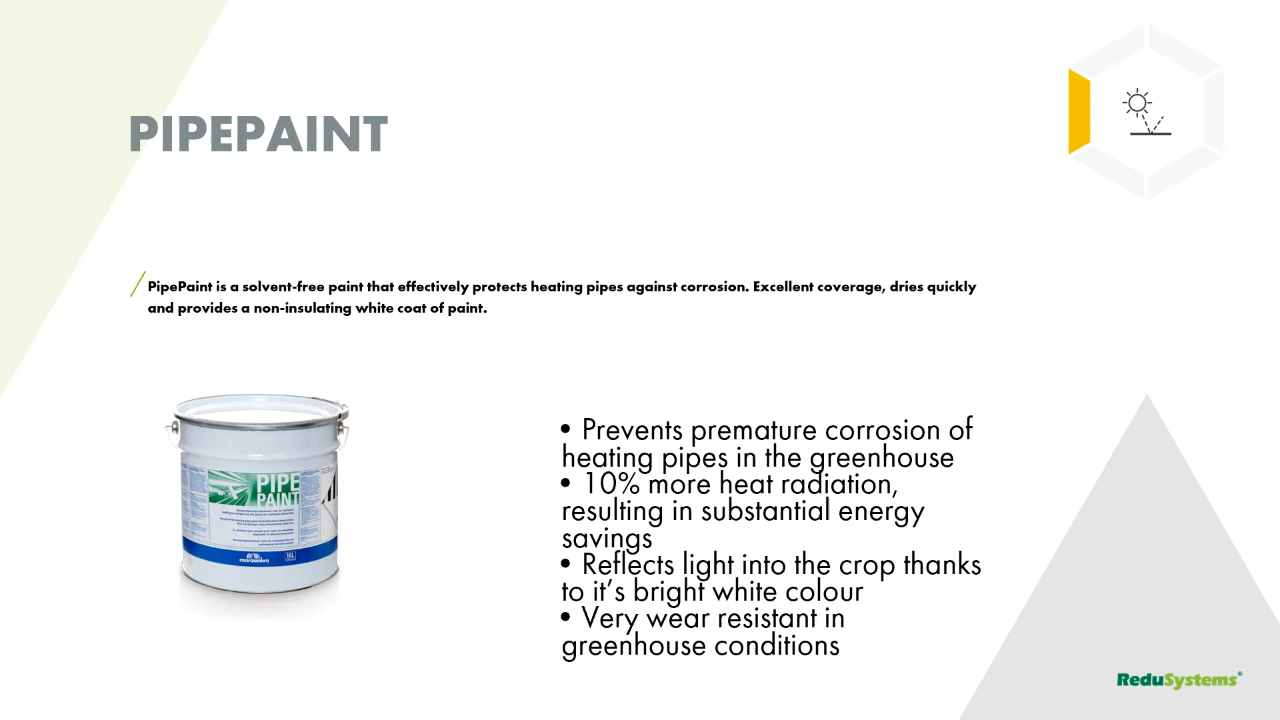 PIPEPAINT
PipePaint is a solvent-free paint that effectively protects heating pipes against corrosion. Excellent coverage, dries quickly
and provides a non-insulating white coat of paint.
PIPE
PAINT
mardenkro
16L
• Prevents premature corrosion of
heating pipes in the greenhouse
• 10% more heat radiation,
resulting in substantial energy
savings
• Reflects light into the crop thanks
to it’s bright white colour
• Very wear resistant in
greenhouse conditions
ReduSystems®